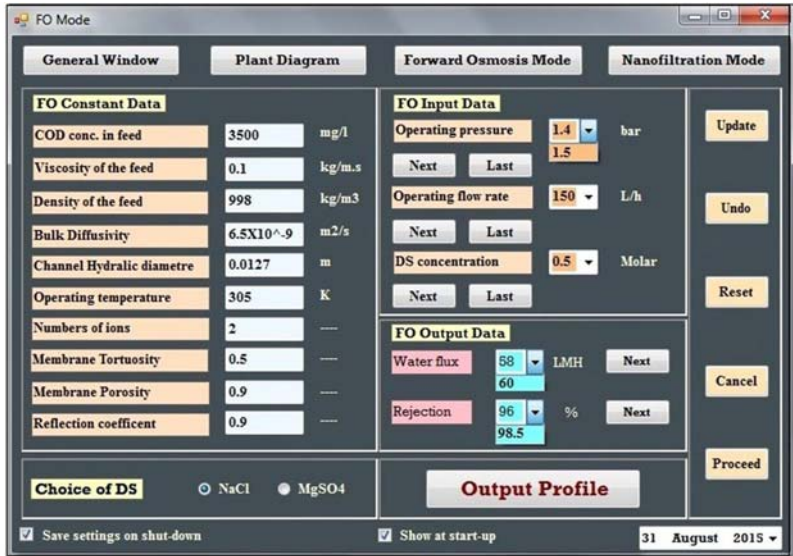 FO Mode
General Window Plant Diagram Forward Osmosis Mode Nanofiltration Mode
FO Constant Data
COD conc. in feed 3500 mg/l
Viscosity of the feed 0.1 kg/m.s
Density of the feed 998 kg/m3
Bulk Diffusivity 6.5X10^-9 m2/s
Channel Hydralic diametre 0.0127 m
Operating temperature 305 K
Numbers of ions 2 ----
Membrane Tortuosity 0.5 ----
Membrane Porosity 0.9 ----
Reflection coefficent 0.9 ----
FO Input Data
Operating pressure 1.4 bar
1.5
Next Last
Operating flow rate 150 L/h
Next Last
DS concentration 0.5 Molar
Next Last
FO Output Data
Water flux 58 LMH Next
60
Rejection 96 % Next
98.5
Update
Undo
Reset
Cancel
Proceed
Choice of DS NaCl MgSO4
Output Profile
Save settings on shut-down Show at start-up 31 August 2015